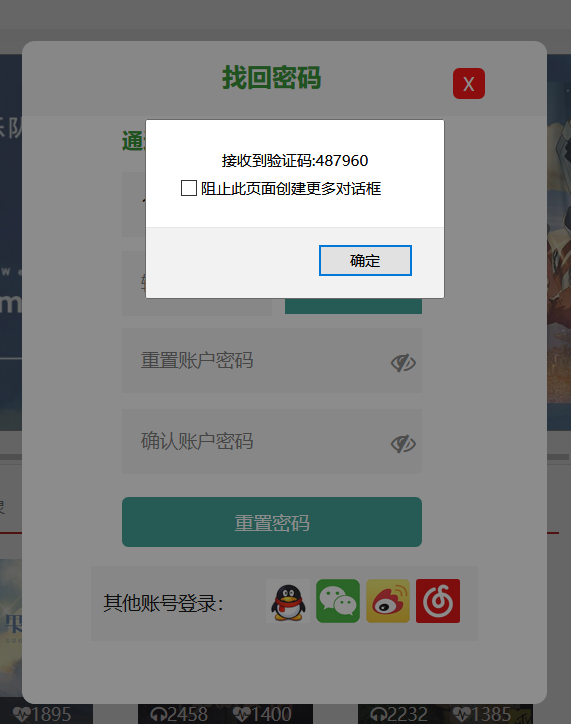 找回密码
X
通
接收到验证码:487960
阻止此页面创建更多对话框
确定
重置账户密码
确认账户密码
重置密码
其他账号登录：
1895
2458
1400
2232
1385